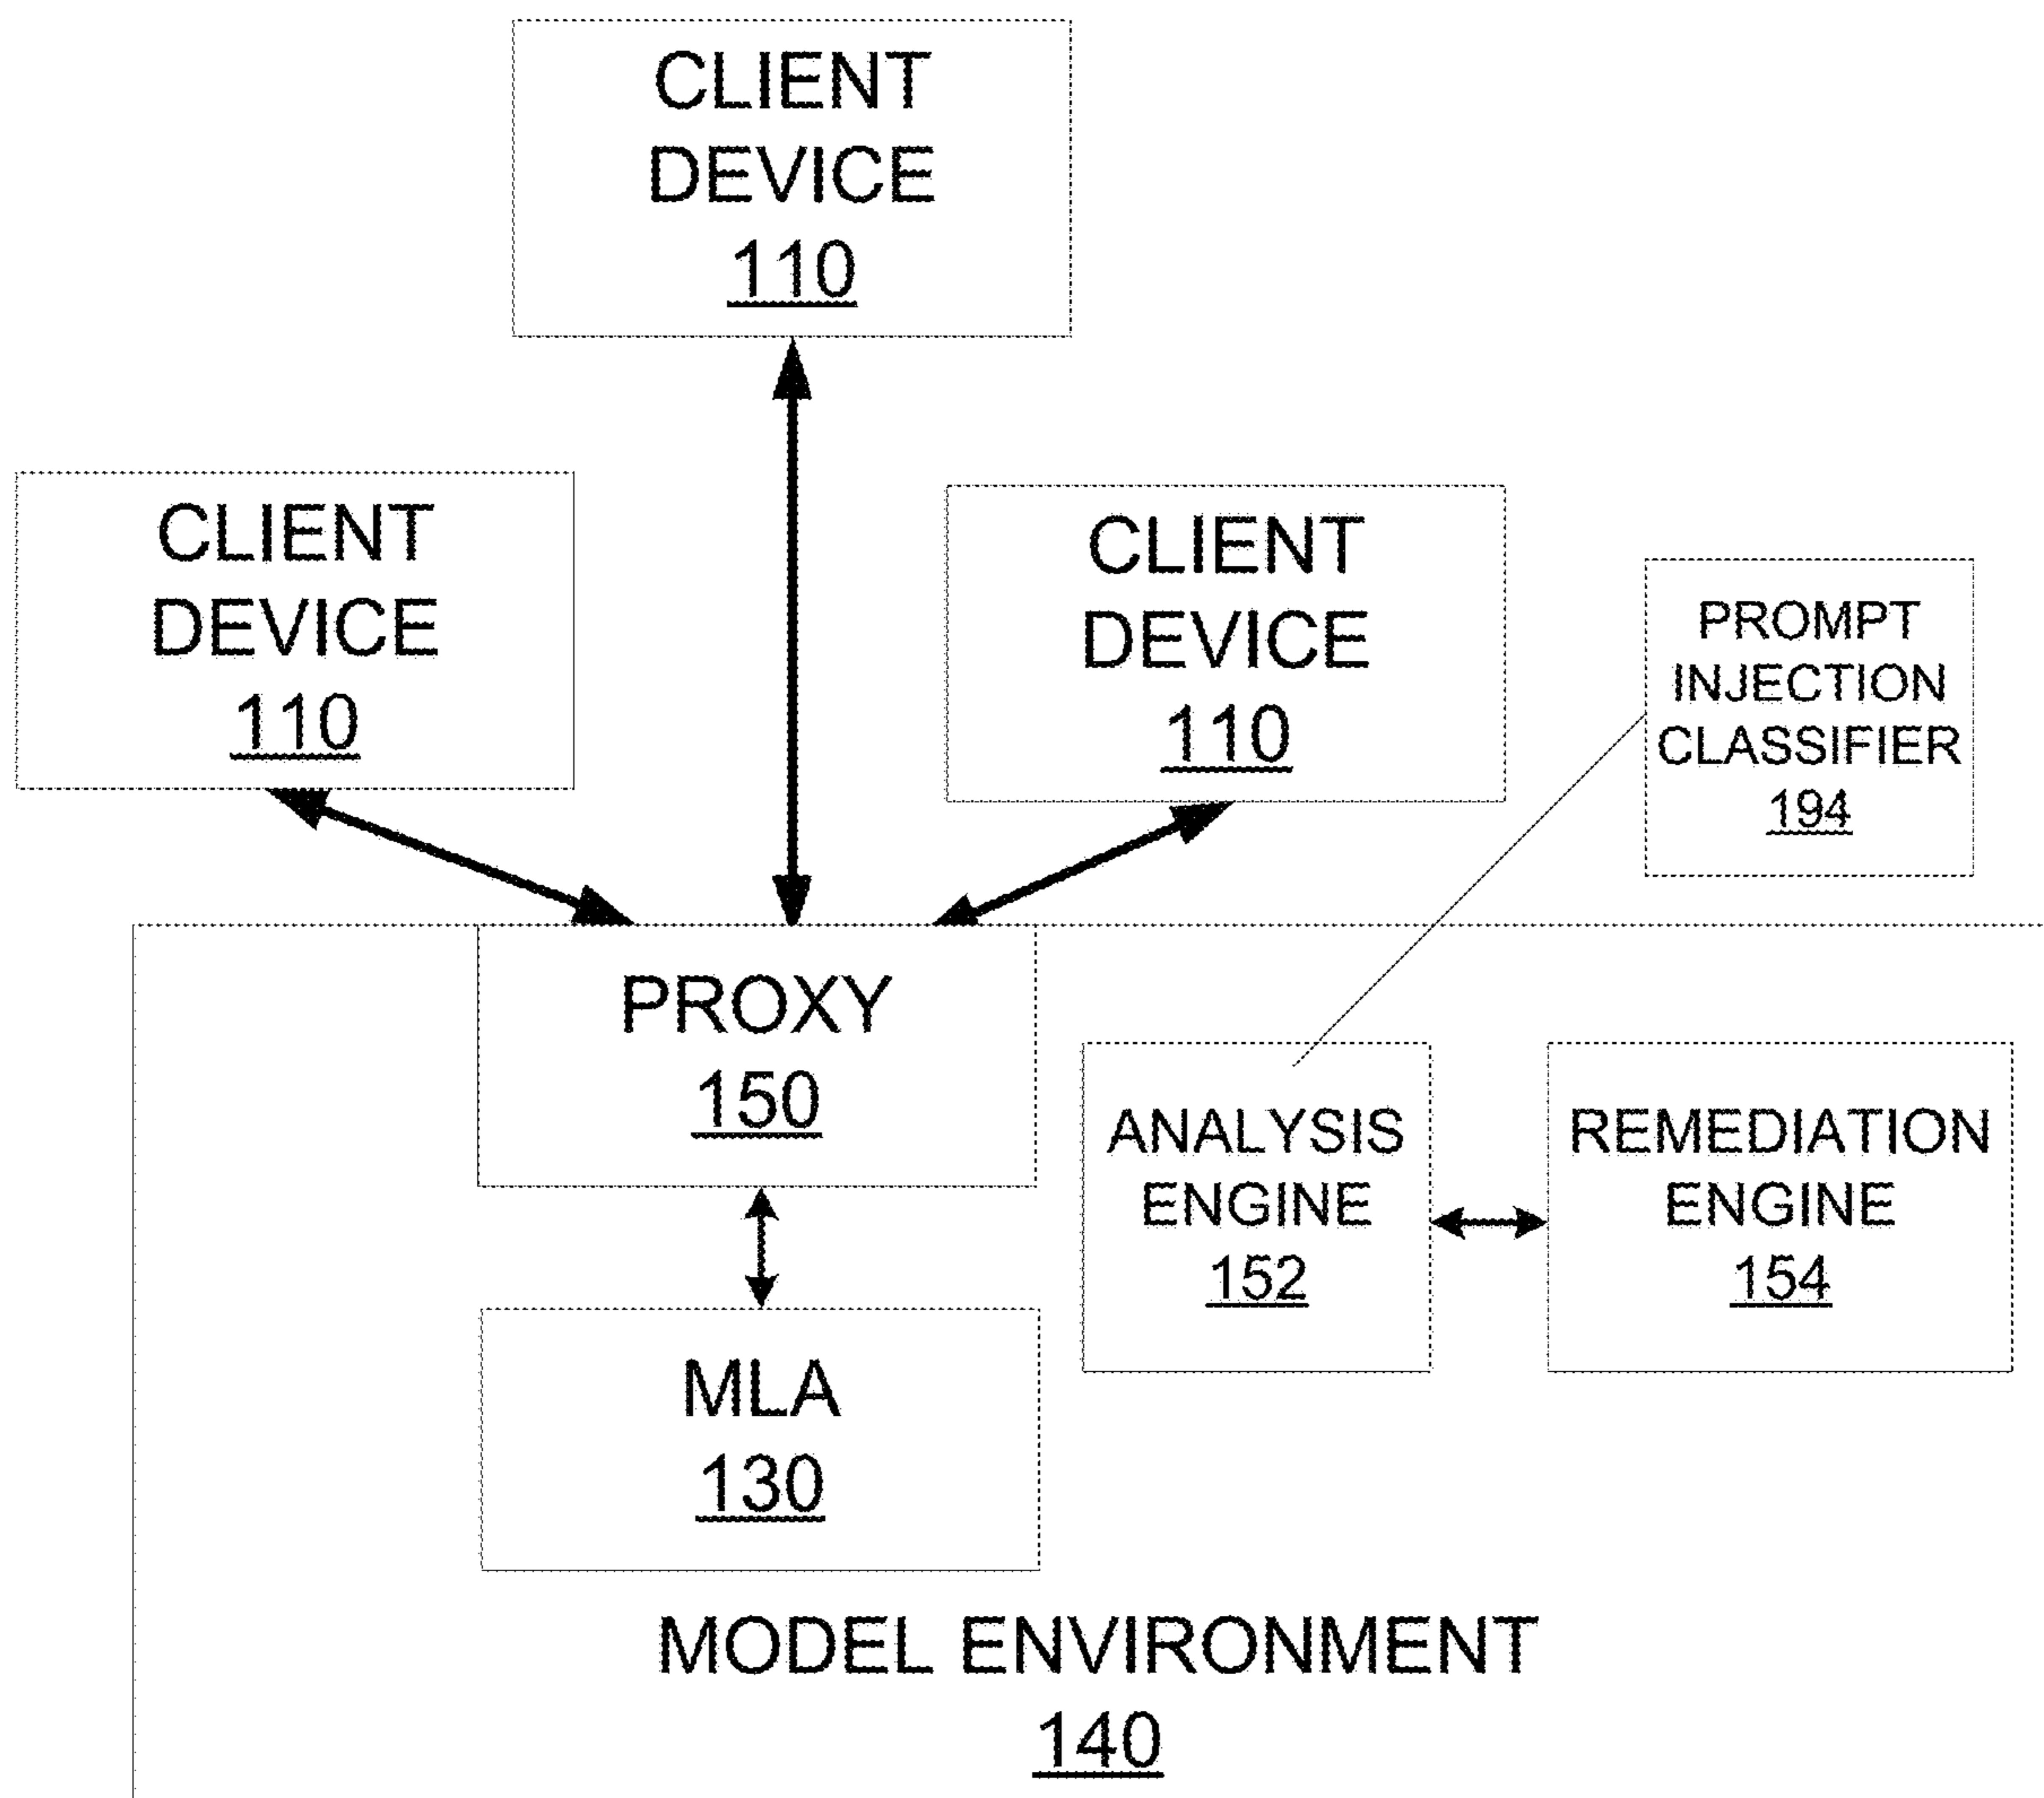 CLIENT
DEVICE
110
CLIENT
DEVICE
110
CLIENT
DEVICE
110
PROMPT
INJECTION
CLASSIFIER
194
PROXY
150
ANALYSIS
ENGINE
152
REMEDIATION
ENGINE
154
MLA
130
MODEL ENVIRONMENT
140